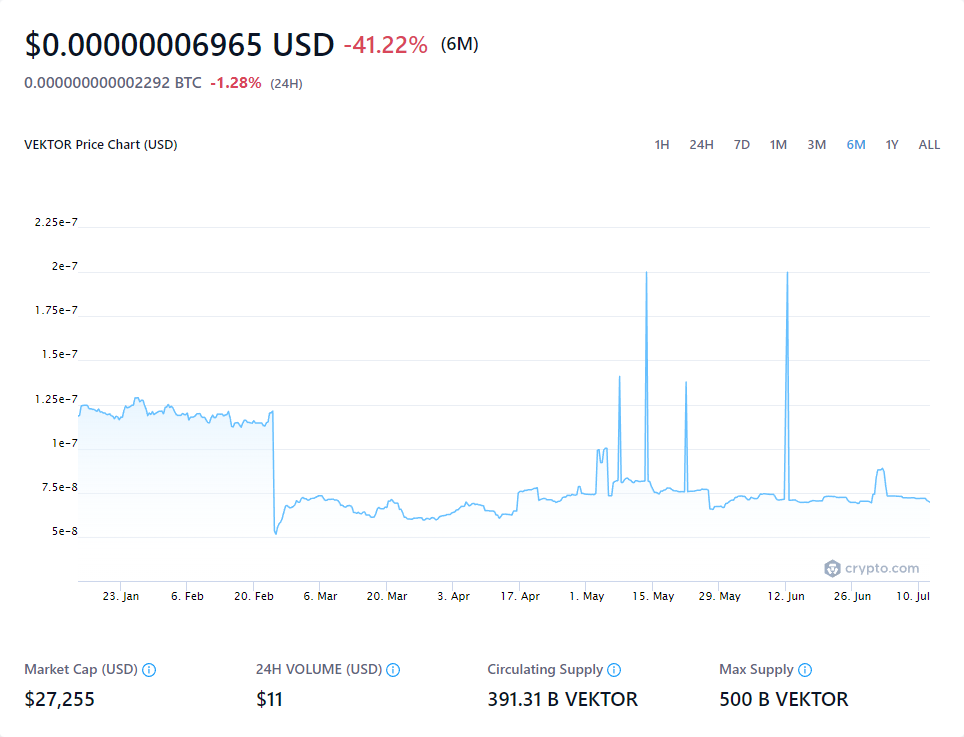 $0.00000006965 USD -41.22% (6M)
0.000000000002292 BTC -1.28% (24H)
VEKTOR Price Chart (USD) 1H 24H 7D 1M 3M 6M 1Y ALL
2.25e-7
2e-7
1.75e-7
1.5e-7
1.25e-7
1e-7
7.5e-8
5e-8
crypto.com
23. Jan 6. Feb 20. Feb 6. Mar 20. Mar 3. Apr 17. Apr 1. May 15. May 29. May 12. Jun 26. Jun 10. Jul
Market Cap (USD) 24H VOLUME (USD) Circulating Supply Max Supply
$27,255 $11 391.31 B VEKTOR 500 B VEKTOR